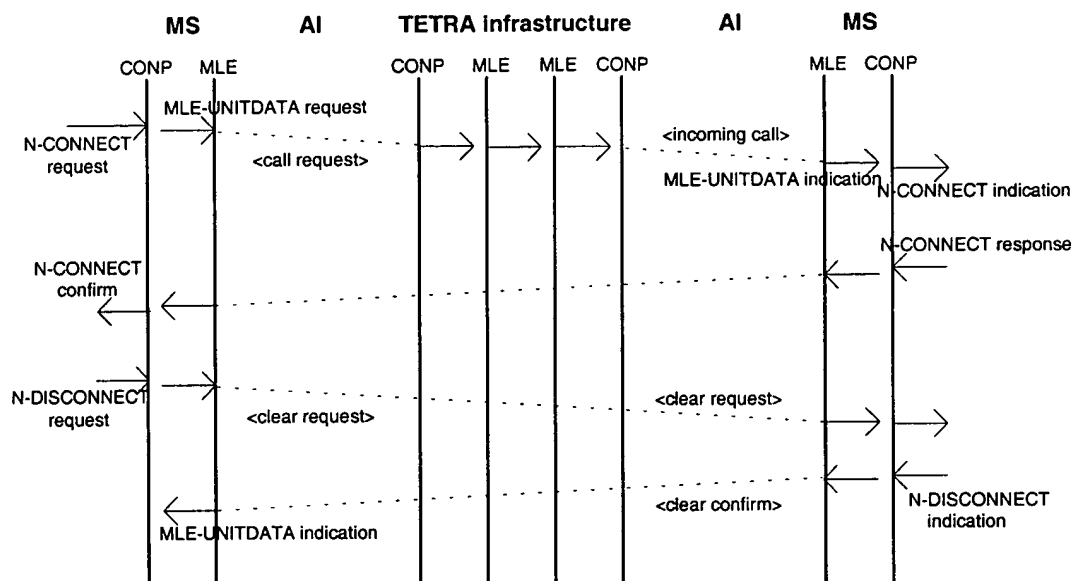 MS AI TETRA infrastructure AI MS
CONP MLE CONP MLE MLE CONP MLE CONP
MLE-UNITDATA request
N-CONNECT
request
<call request>
<incoming call>
MLE-UNITDATA indication
N-CONNECT indication
N-CONNECT response
N-CONNECT
confirm
N-DISCONNECT
request
<clear request>
<clear request>
<clear confirm>
N-DISCONNECT
indication
MLE-UNITDATA indication